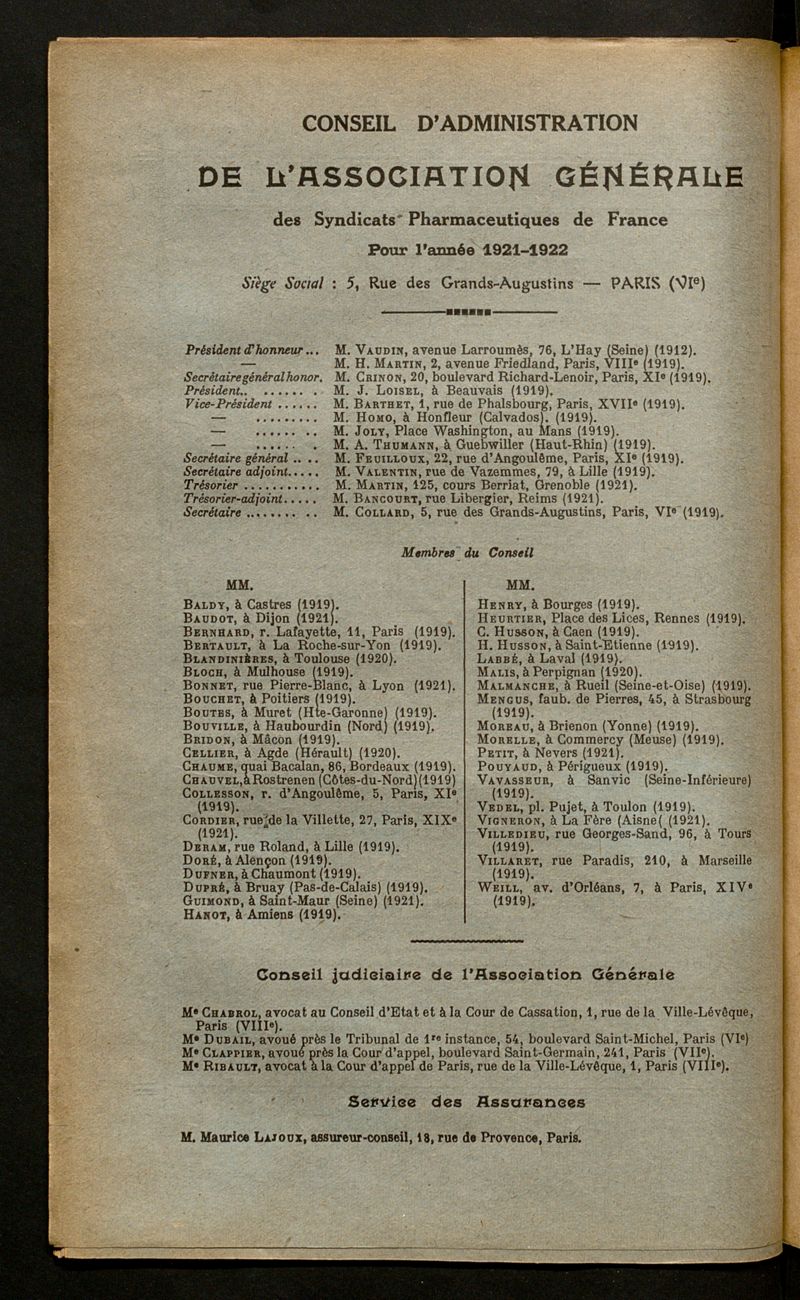 CONSEIL D'ADMINISTRATION
DE L'ASSOCIATION GÉNÉRALE
des Syndicats Pharmaceutiques de France
Pour l'année 1921-1922
Siège Social : 5, Rue des Grands-Augustins — PARIS (VIe)
Président d'honneur... M. VAUDIN, avenue Larroumès, 76, L'Hay (Seine) (1912).
— M. H. MARTIN, 2, avenue Friedland, Paris, VIIIe (1919).
Secrétaire général honor. M. CRINON, 20, boulevard Richard-Lenoir, Paris, XIe (1919).
Président.. ....... . M. J. LOISEL, à Beauvais (1919).
Vice-Président ...... M. BARTHET, 1, rue de Phalsbourg, Paris, XVIIe (1919).
— ......... M. HOMO, à Honfleur (Calvados), (1919).
— ...... .. M. JOLY, Place Washington, au Mans (1919).
— ...... . M. A. THUMANN, à Guebwiller (Haut-Rhin) (1919).
Secrétaire général .. .. M. FEUILLOUX, 22, rue d'Angoulême, Paris, XIe (1919).
Secrétaire adjoint..... M. VALENTIN, rue de Vazemmes, 79, à Lille (1919).
Trésorier ........... M. MARTIN, 125, cours Berriat, Grenoble (1921).
Trésorier-adjoint..... M. BANCOURT, rue Libergier, Reims (1921).
Secrétaire ........ .. M. COLLARD, 5, rue des Grands-Augustins, Paris, VIe (1919).
Membres du Conseil
MM.
BALDY, à Castres (1919).
BAUDOT, à Dijon (1921).
BERNHARD, r. Lafayette, 11, Paris (1919).
BERTAULT, à La Roche-sur-Yon (1919).
BLANDINIÈRES, à Toulouse (1920).
BLOCH, à Mulhouse (1919).
BONNET, rue Pierre-Blanc, à Lyon (1921).
BOUCHET, à Poitiers (1919).
BOUTES, à Muret (Hte-Garonne) (1919).
BOUVILLE, à Haubourdin (Nord) (1919).
BRIDON, à Mâcon (1919).
CELLIER, à Agde (Hérault) (1920).
CHAUME, quai Bacalan, 86, Bordeaux (1919).
CHAUVEL, à Rostrenen (Côtes-du-Nord)(1919)
COLLESSON, r. d'Angoulême, 5, Paris, XIe
(1919).
CORDIER, rue de la Villette, 27, Paris, XIXe
(1921).
DERAM, rue Roland, à Lille (1919).
DORÉ, à Alençon (1919).
DUFNER, à Chaumont (1919).
DUPRÉ, à Bruay (Pas-de-Calais) (1919).
GUIMOND, à Saint-Maur (Seine) (1921).
HANOT, à Amiens (1919).
MM.
HENRY, à Bourges (1919).
HEURTIER, Place des Lices, Rennes (1919).
C. HUSSON, à Caen (1919).
H. HUSSON, à Saint-Etienne (1919).
LABBÉ, à Laval (1919).
MALIS, à Perpignan (1920).
MALMANCHE, à Rueil (Seine-et-Oise) (1919).
MENGUS, faub. de Pierres, 45, à Strasbourg
(1919).
MOREAU, à Brienon (Yonne) (1919).
MORELLE, à Commercy (Meuse) (1919).
PETIT, à Nevers (1921).
POUYAUD, à Périgueux (1919).
VAVASSEUR, à Sanvic (Seine-Inférieure)
(1919).
VEDEL, pl. Pujet, à Toulon (1919).
VIGNERON, à La Fère (Aisne( (1921).
VILLEDIEU, rue Georges-Sand, 96, à Tours
(1919).
VILLARET, rue Paradis, 210, à Marseille
(1919).
WEILL, av. d'Orléans, 7, à Paris, XIVe
(1919).
Conseil judiciaire de l'Association Générale
Me CHABROL, avocat au Conseil d'Etat et à la Cour de Cassation, 1, rue de la Ville-Lévêque,
Paris (VIIIe).
Me DUBAIL, avoué près le Tribunal de 1re instance, 54, boulevard Saint-Michel, Paris (VIe)
Me CLAPPIER, avoué près la Cour d'appel, boulevard Saint-Germain, 241, Paris (VIIe).
Me RIBAULT, avocat à la Cour d'appel de Paris, rue de la Ville-Lévêque, 1, Paris (VIIIe).
Service des Assurances
M. Maurice LAJOUX, assureur-conseil, 18, rue de Provence, Paris.